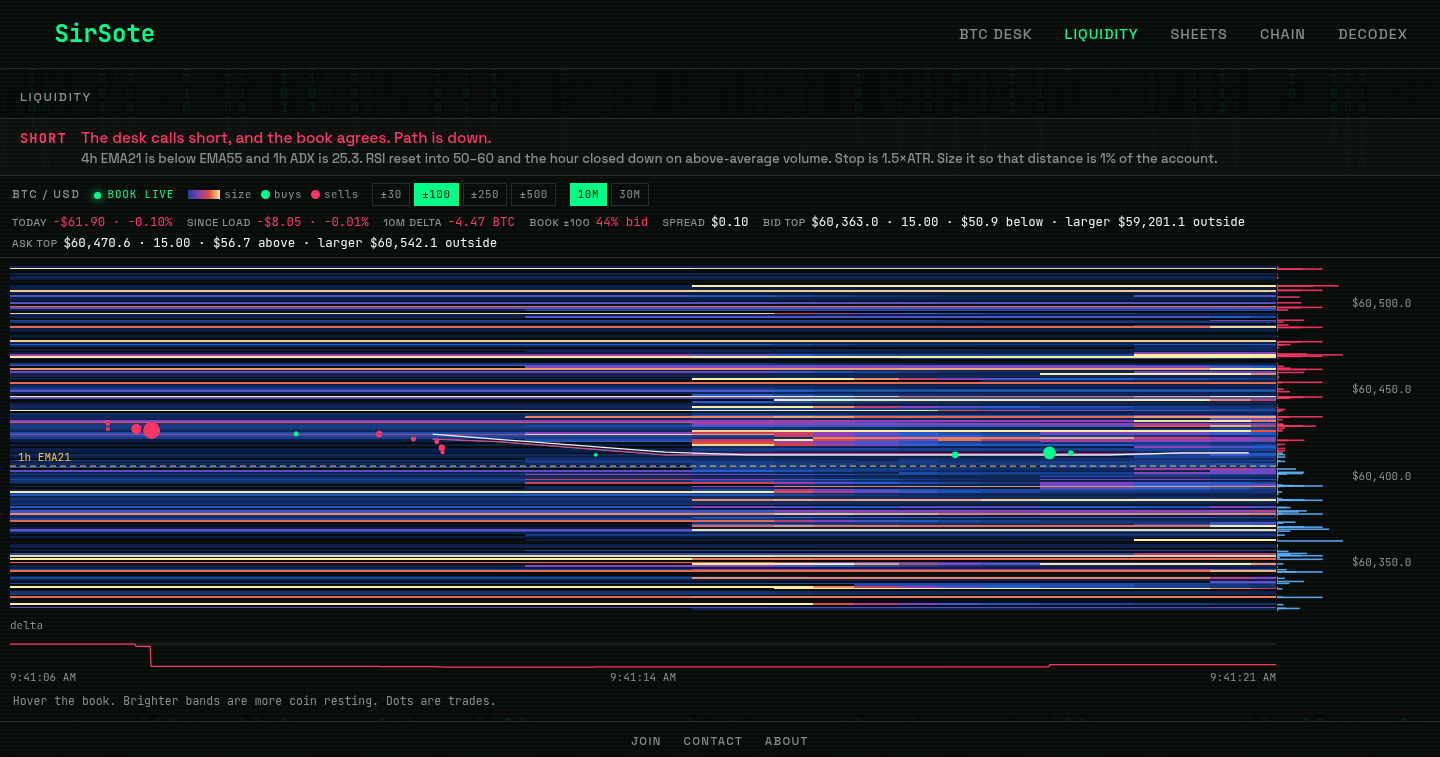 SirSote
BTC DESK LIQUIDITY SHEETS CHAIN DECODEX
LIQUIDITY
SHORT The desk calls short, and the book agrees. Path is down.
4h EMA21 is below EMA55 and 1h ADX is 25.3. RSI reset into 50–60 and the hour closed down on above-average volume. Stop is 1.5×ATR. Size it so that distance is 1% of the account.
BTC / USD BOOK LIVE size buys sells ±30 ±100 ±250 ±500 10M 30M
TODAY -$61.90 · -0.10% SINCE LOAD -$8.05 · -0.01% 10M DELTA -4.47 BTC BOOK ±100 44% bid SPREAD $0.10 BID TOP $60,363.0 · 15.00 · $50.9 below · larger $59,201.1 outside
ASK TOP $60,470.6 · 15.00 · $56.7 above · larger $60,542.1 outside
$60,500.0
$60,450.0
1h EMA21
$60,400.0
$60,350.0
delta
9:41:06 AM 9:41:14 AM 9:41:21 AM
Hover the book. Brighter bands are more coin resting. Dots are trades.
JOIN CONTACT ABOUT